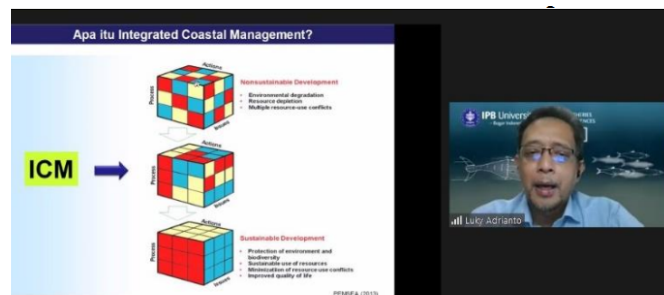 Apa itu Integrated Coastal Management?
ICM
Actions
Process
Issues
Nonsustainable Development
• Environmental degradation
• Resource depletion
• Multiple resource-use conflicts
Actions
Process
Issues
Actions
Process
Issues
Sustainable Development
• Protection of environment and
biodiversity
• Sustainable use of resources
• Minimization of resource use conflicts
• Improved quality of life
PEMSEA
IPB Univers
Luky Adrianto